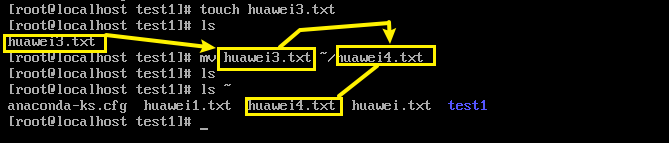 [root@localhost test1]# touch huawei3.txt
[root@localhost test1]# ls
huawei3.txt
[root@localhost test1]# mv huawei3.txt ~/huawei4.txt
[root@localhost test1]# ls
[root@localhost test1]# ls ~
anaconda-ks.cfg  huawei1.txt  huawei4.txt  huawei.txt  test1
[root@localhost test1]# _